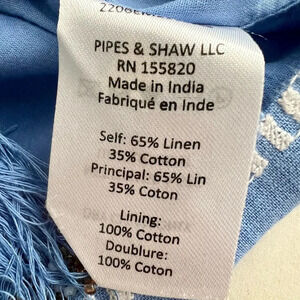 PIPES & SHAW LLC
RN 155820
Made in India
Fabriqué en Inde
Self: 65% Linen
35% Cotton
Principal: 65% Lin
35% Coton
Lining:
100% Cotton
Doublure:
100% Coton